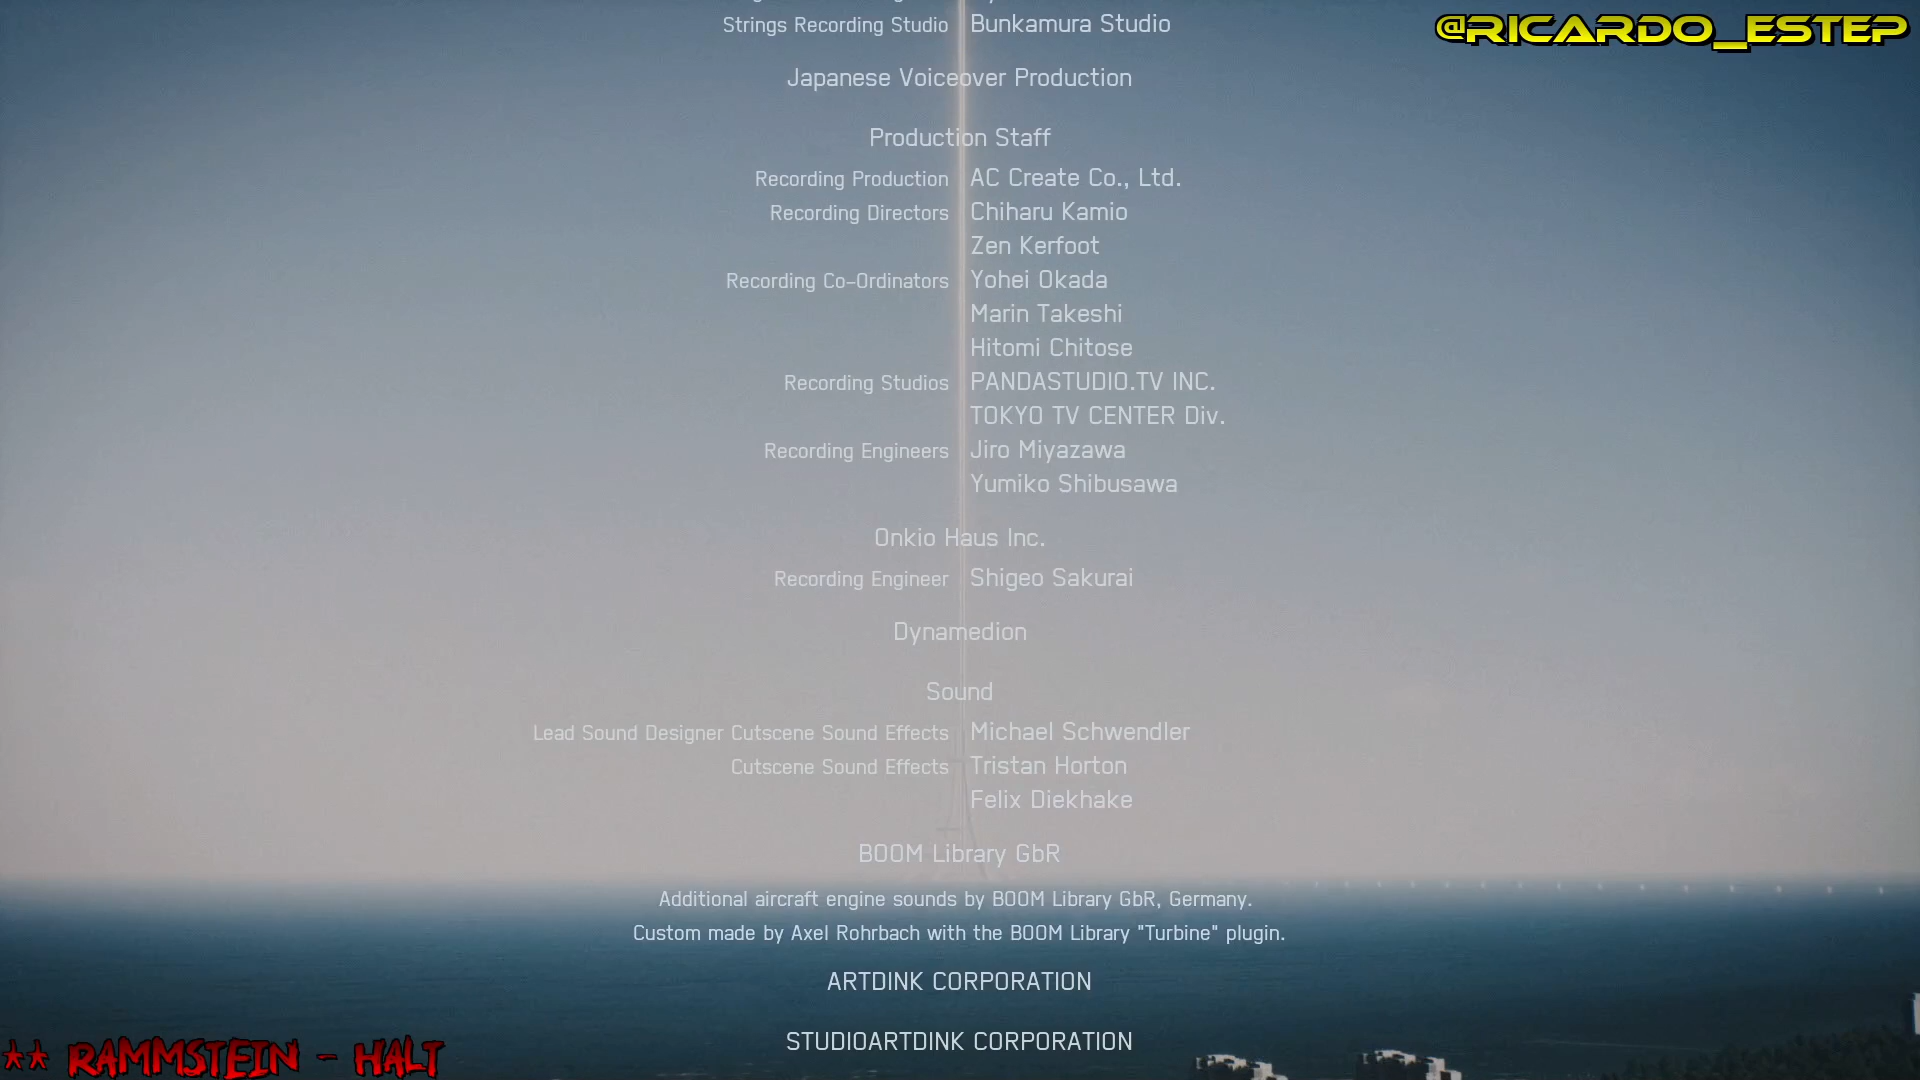 @RICARDO_ESTEP
Strings Recording Studio Bunkamura Studio
Japanese Voiceover Production
Production Staff
Recording Production AC Create Co., Ltd.
Recording Directors Chiharu Kamio
Zen Kerfoot
Recording Co-Ordinators Yohei Okada
Marin Takeshi
Hitomi Chitose
Recording Studios PANDASTUDIO.TV INC.
TOKYO TV CENTER Div.
Recording Engineers Jiro Miyazawa
Yumiko Shibusawa
Onkio Haus Inc.
Recording Engineer Shigeo Sakurai
Dynamedion
Sound
Lead Sound Designer Cutscene Sound Effects Michael Schwendler
Cutscene Sound Effects Tristan Horton
Felix Diekhake
BOOM Library GbR
Additional aircraft engine sounds by BOOM Library GbR, Germany.
Custom made by Axel Rohrbach with the BOOM Library "Turbine" plugin.
ARTDINK CORPORATION
STUDIOARTDINK CORPORATION
** RAMMSTEIN - HALT